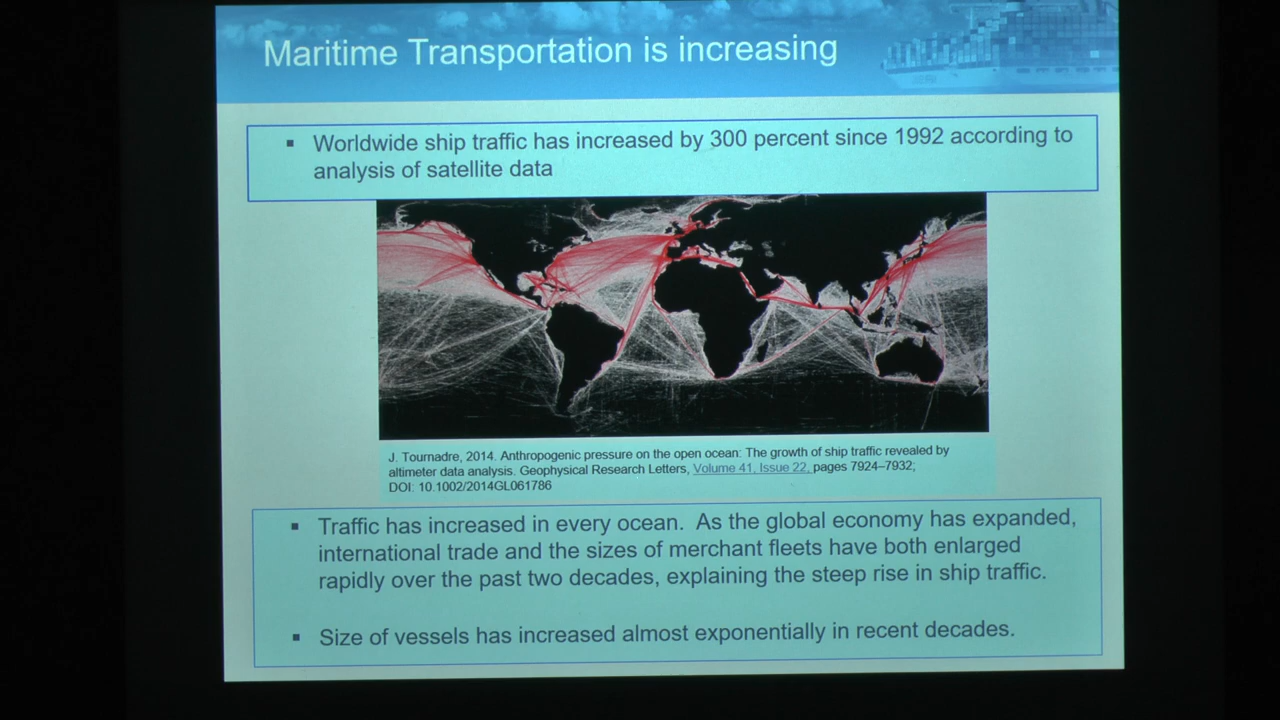 Maritime Transportation is increasing
▪ Worldwide ship traffic has increased by 300 percent since 1992 according to
analysis of satellite data
J. Tournadre, 2014. Anthropogenic pressure on the open ocean: The growth of ship traffic revealed by
altimeter data analysis. Geophysical Research Letters, Volume 41, Issue 22, pages 7924–7932;
DOI: 10.1002/2014GL061786
▪ Traffic has increased in every ocean. As the global economy has expanded,
international trade and the sizes of merchant fleets have both enlarged
rapidly over the past two decades, explaining the steep rise in ship traffic.
▪ Size of vessels has increased almost exponentially in recent decades.